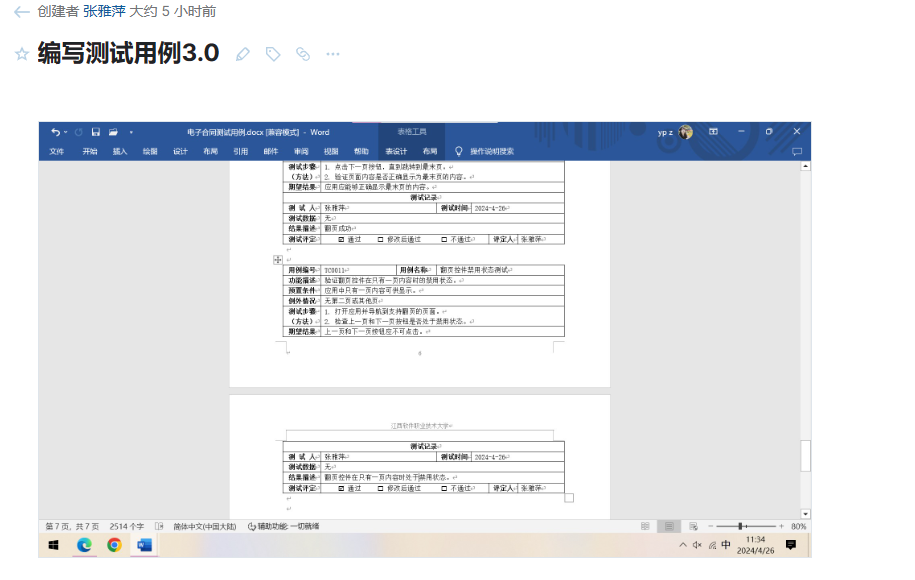 创建者 张雅萍 大约 5 小时前
编写测试用例3.0
电子合同测试用例.docx [兼容模式] - Word
表格工具
yp z
文件 开始 插入 绘图 设计 布局 引用 邮件 审阅 视图 帮助 表设计 布局 操作说明搜索
测试步骤 1. 点击下一页按钮，直到跳转到最末页。
（方法） 2. 验证页面内容是否正确显示为最末页的内容。
期望结果 应用应能够正确显示最末页的内容。
测试记录
测 试 人 张雅萍 测试时间 2024-4-26
测试数据 无
结果描述 翻页成功
测试评定 ☑ 通过 □ 修改后通过 □ 不通过 评定人 张雅萍
用例编号 TC0011 用例名称 翻页控件禁用状态测试
功能描述 验证翻页控件在只有一页内容时的禁用状态。
预置条件 应用中只有一页内容可供显示。
例外情况 无第二页或其他页
测试步骤 1. 打开应用并导航到支持翻页的页面。
（方法） 2. 检查上一页和下一页按钮是否处于禁用状态。
期望结果 上一页和下一页按钮应不可点击。
江西软件职业技术大学
测试记录
测 试 人 张雅萍 测试时间 2024-4-26
测试数据 无
结果描述 翻页控件在只有一页内容时处于禁用状态。
测试评定 ☑ 通过 □ 修改后通过 □ 不通过 评定人 张雅萍
第 7 页，共 7 页 2514 个字 简体中文(中国大陆) 辅助功能: 一切就绪 80%
中 11:34
2024/4/26